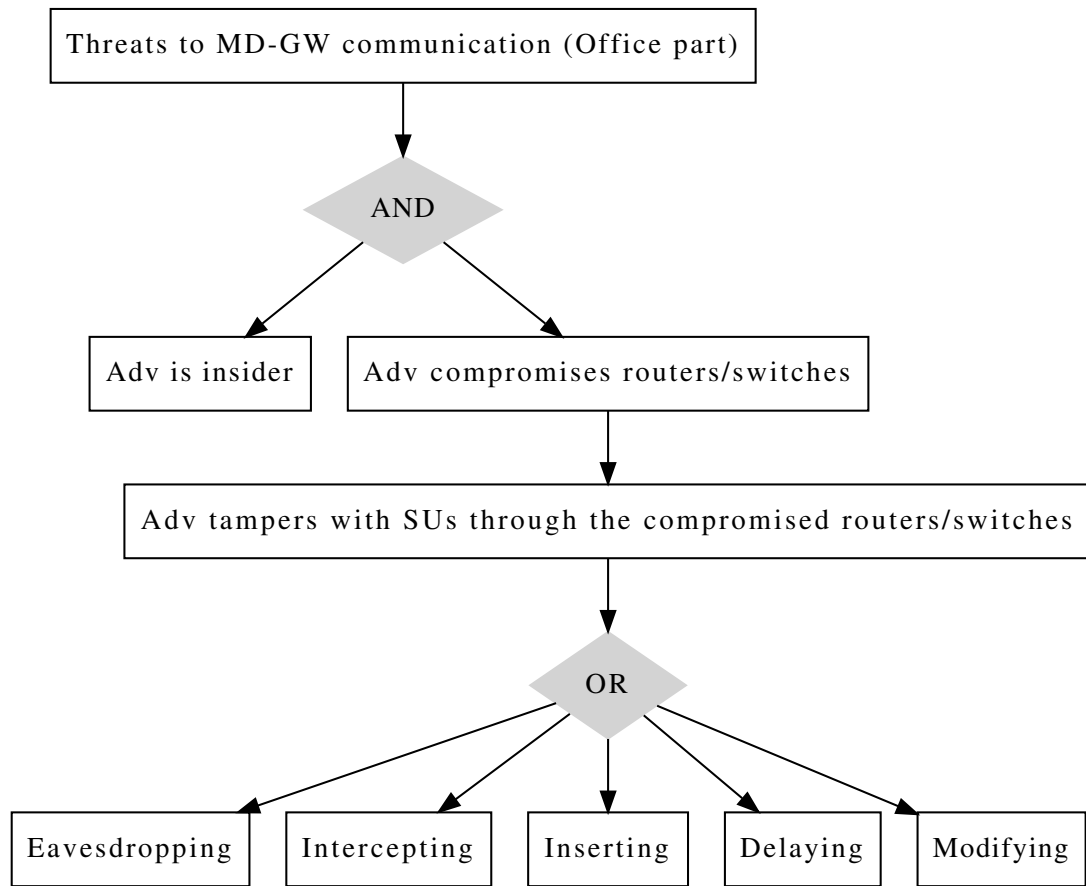 Threats to MD-GW communication (Office part)
AND
Adv is insider
Adv compromises routers/switches
Adv tampers with SUs through the compromised routers/switches
OR
Eavesdropping
Intercepting
Inserting
Delaying
Modifying